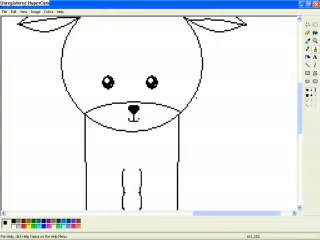 Unregistered HyperCam
File Edit View Image Colors Help
For Help, click Help Topics on the Help Menu.